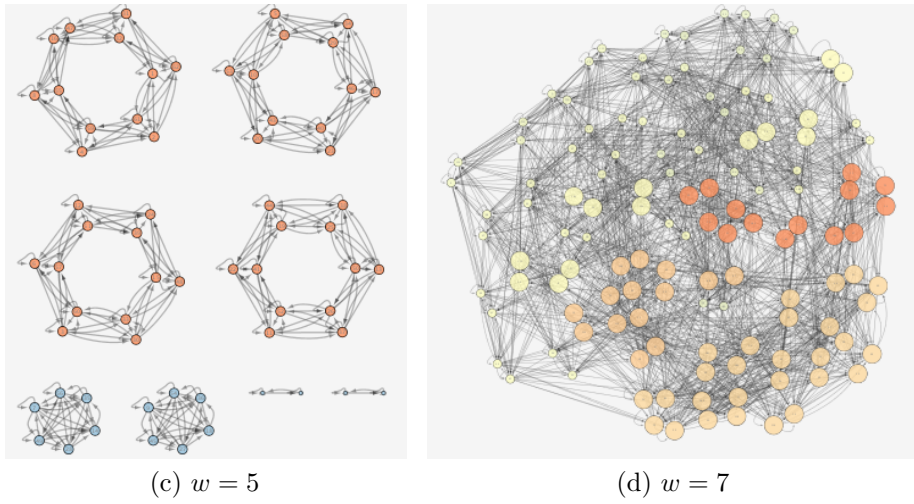 (c) w = 5
(d) w = 7